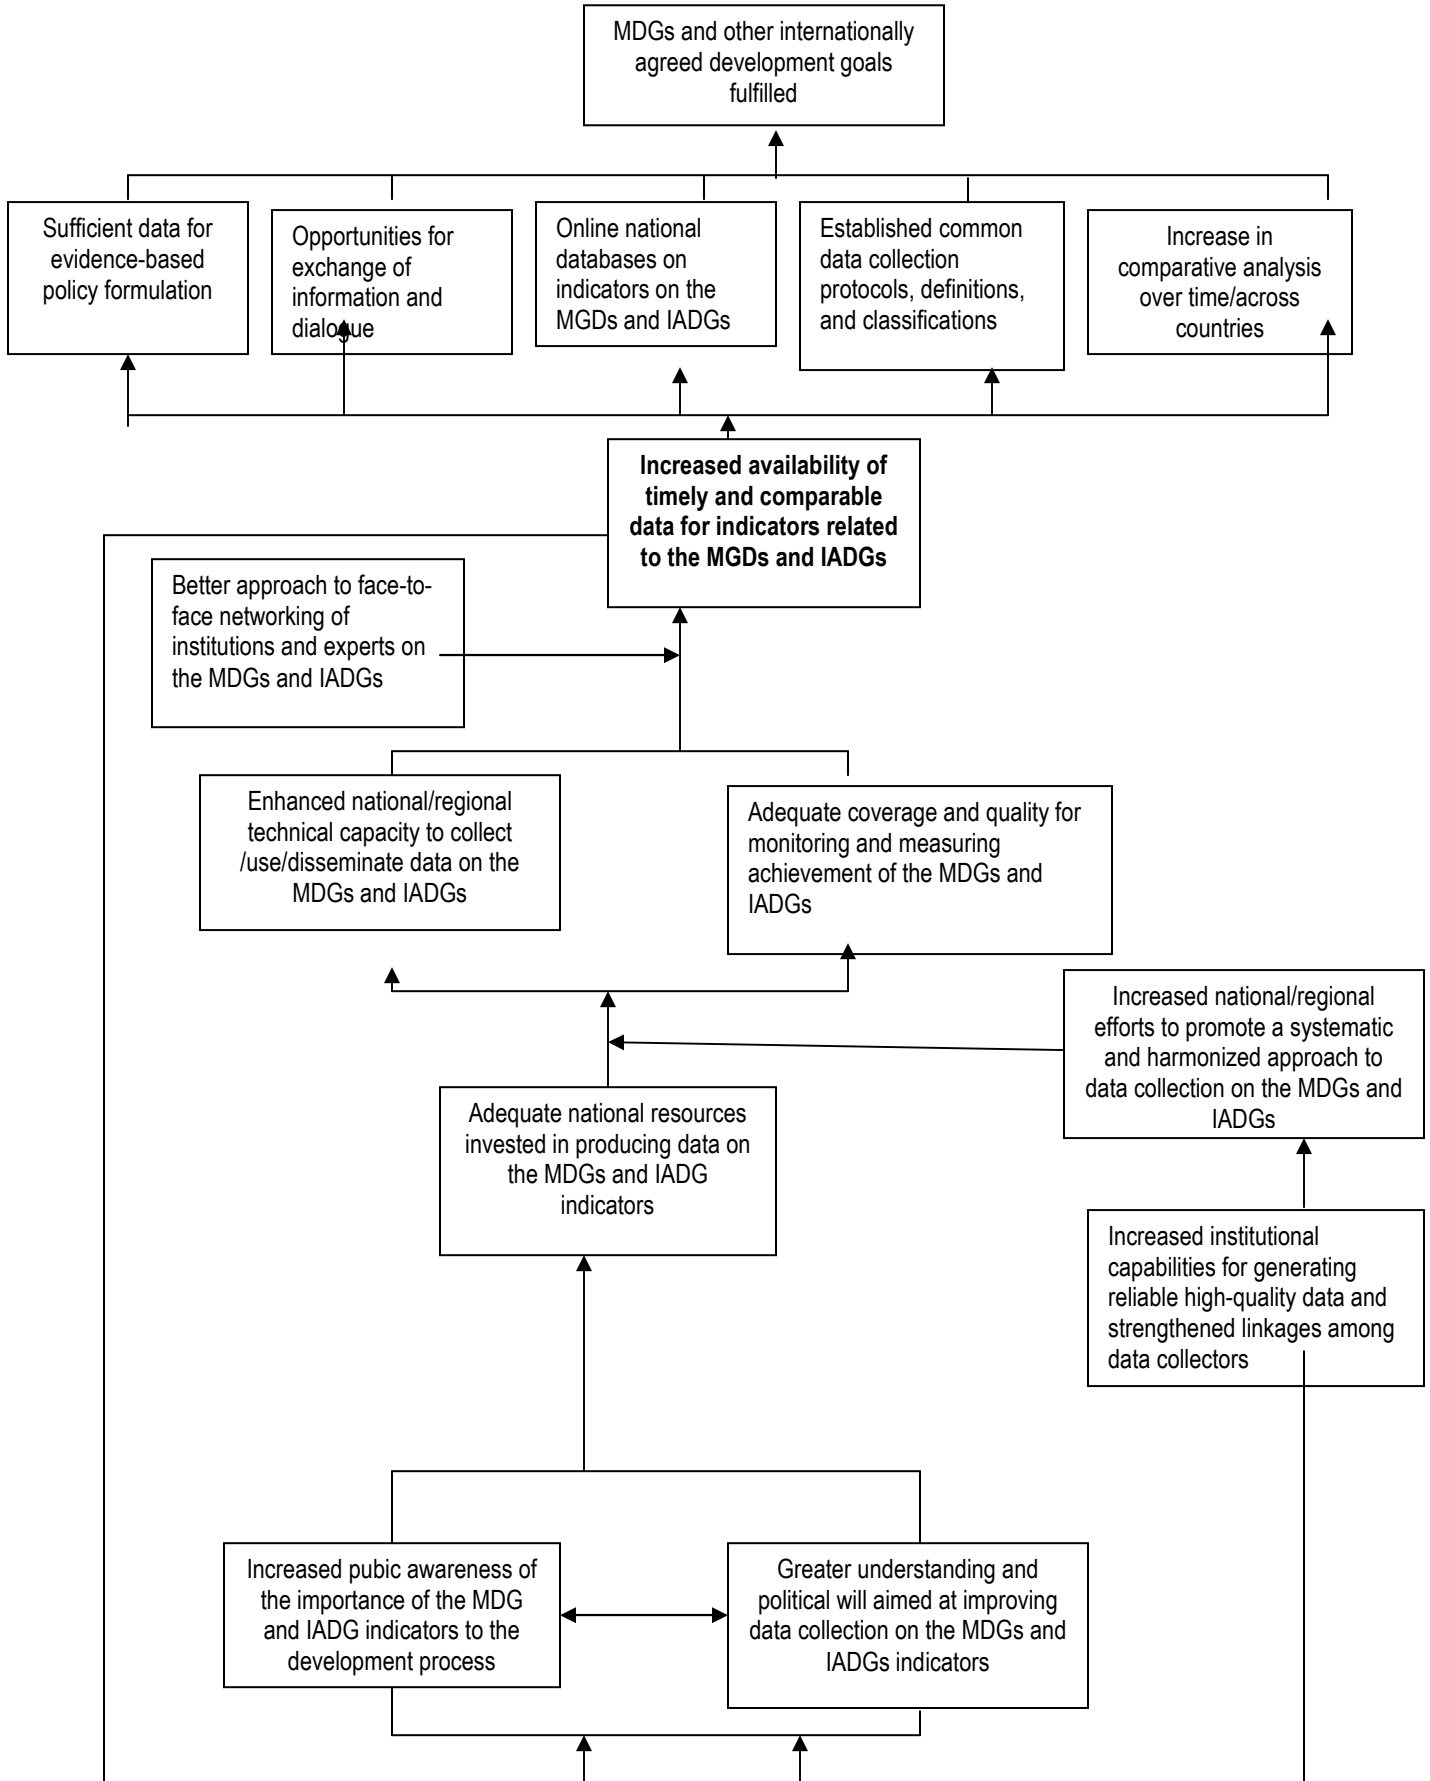 MDGs and other internationally
agreed development goals
fulfilled
Sufficient data for
evidence-based
policy formulation
Opportunities for
exchange of
information and
dialogue
Online national
databases on
indicators on the
MGDs and IADGs
Established common
data collection
protocols, definitions,
and classifications
Increase in
comparative analysis
over time/across
countries
Increased availability of
timely and comparable
data for indicators related
to the MGDs and IADGs
Better approach to face-to-
face networking of
institutions and experts on
the MDGs and IADGs
Enhanced national/regional
technical capacity to collect
/use/disseminate data on the
MDGs and IADGs
Adequate coverage and quality for
monitoring and measuring
achievement of the MDGs and
IADGs
Increased national/regional
efforts to promote a systematic
and harmonized approach to
data collection on the MDGs and
IADGs
Adequate national resources
invested in producing data on
the MDGs and IADG
indicators
Increased institutional
capabilities for generating
reliable high-quality data and
strengthened linkages among
data collectors
Increased pubic awareness of
the importance of the MDG
and IADG indicators to the
development process
Greater understanding and
political will aimed at improving
data collection on the MDGs and
IADGs indicators